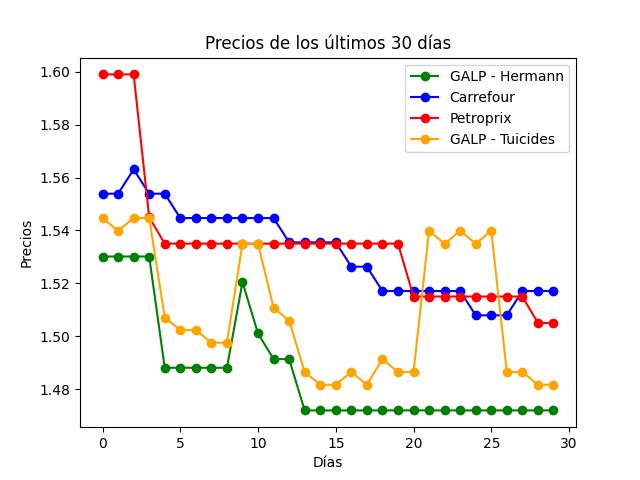 Precios de los últimos 30 días
GALP - Hermann
Carrefour
Petroprix
GALP - Tuicides
Precios
1.60
1.58
1.56
1.54
1.52
1.50
1.48
0 5 10 15 20 25 30
Días